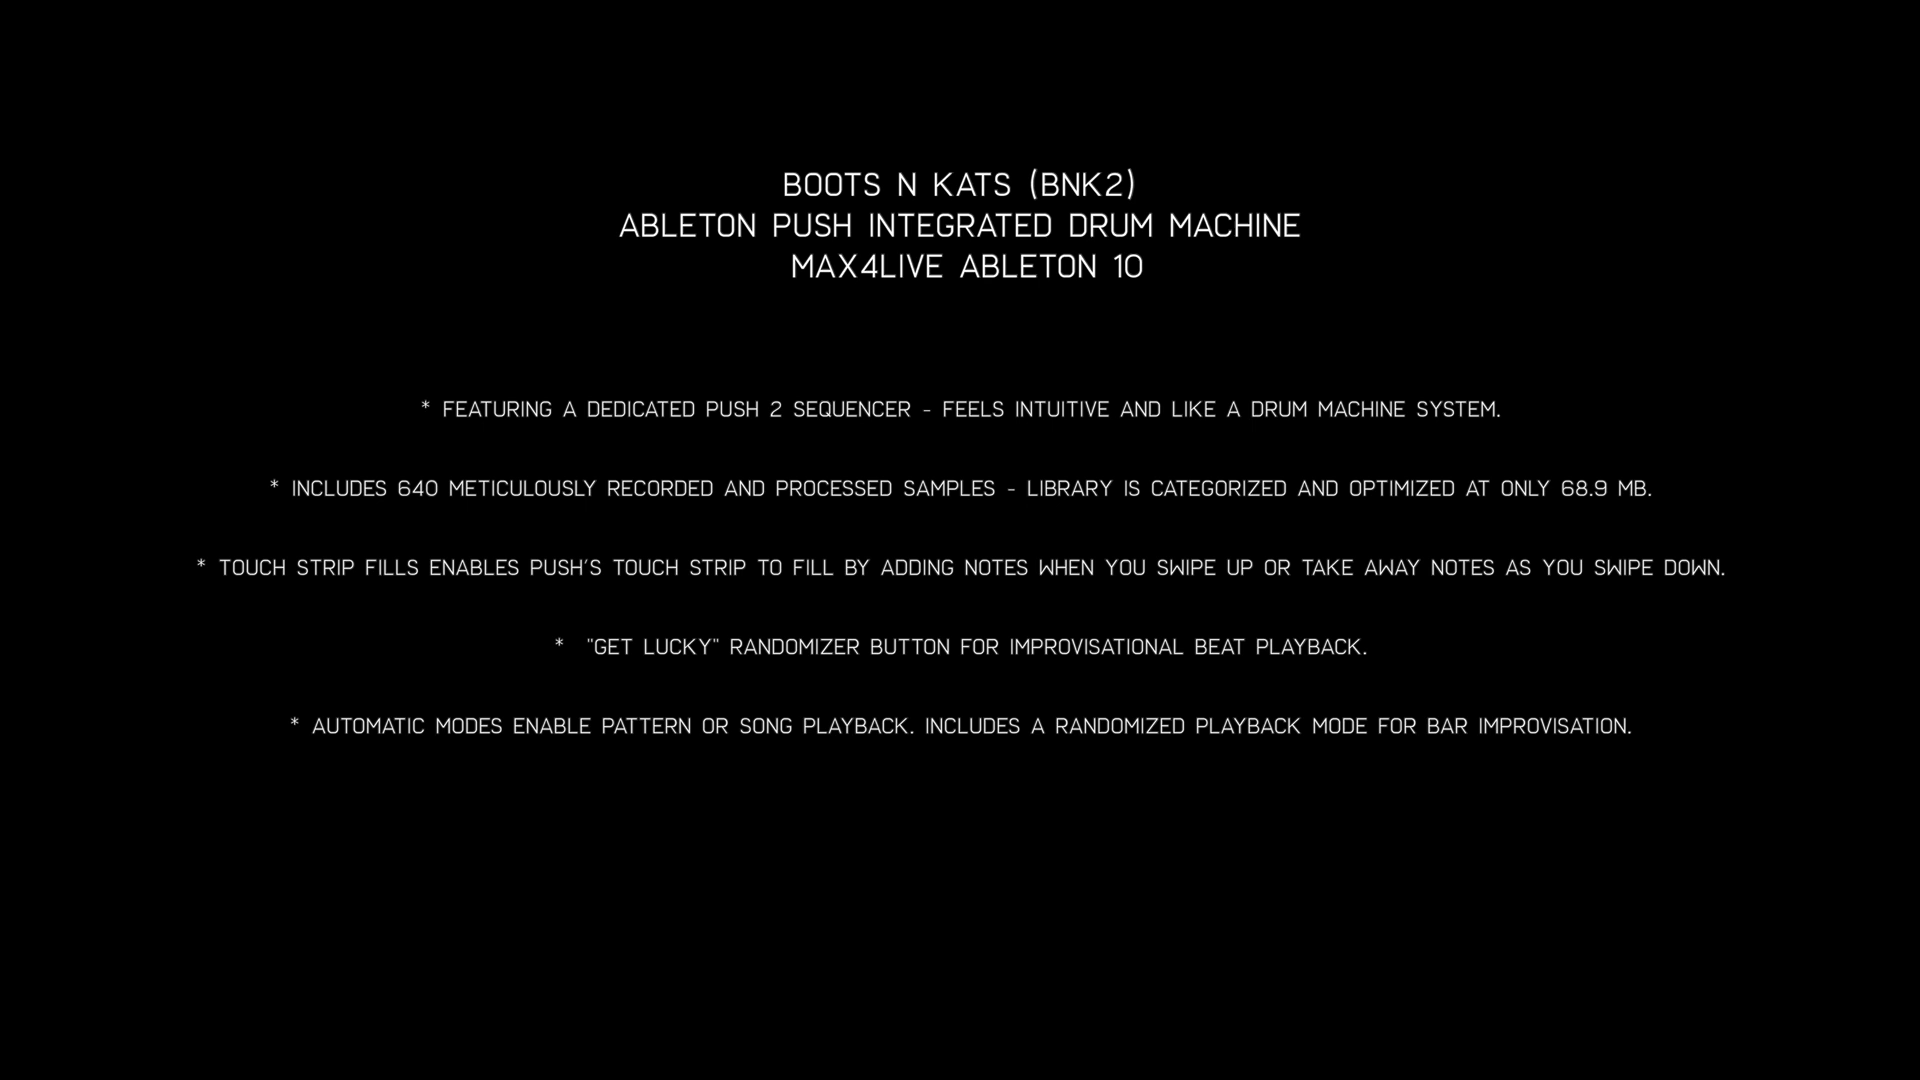 BOOTS N KATS (BNK2)
ABLETON PUSH INTEGRATED DRUM MACHINE
MAX4LIVE ABLETON 10
* FEATURING A DEDICATED PUSH 2 SEQUENCER - FEELS INTUITIVE AND LIKE A DRUM MACHINE SYSTEM.
* INCLUDES 640 METICULOUSLY RECORDED AND PROCESSED SAMPLES - LIBRARY IS CATEGORIZED AND OPTIMIZED AT ONLY 68.9 MB.
* TOUCH STRIP FILLS ENABLES PUSH'S TOUCH STRIP TO FILL BY ADDING NOTES WHEN YOU SWIPE UP OR TAKE AWAY NOTES AS YOU SWIPE DOWN.
* "GET LUCKY" RANDOMIZER BUTTON FOR IMPROVISATIONAL BEAT PLAYBACK.
* AUTOMATIC MODES ENABLE PATTERN OR SONG PLAYBACK. INCLUDES A RANDOMIZED PLAYBACK MODE FOR BAR IMPROVISATION.